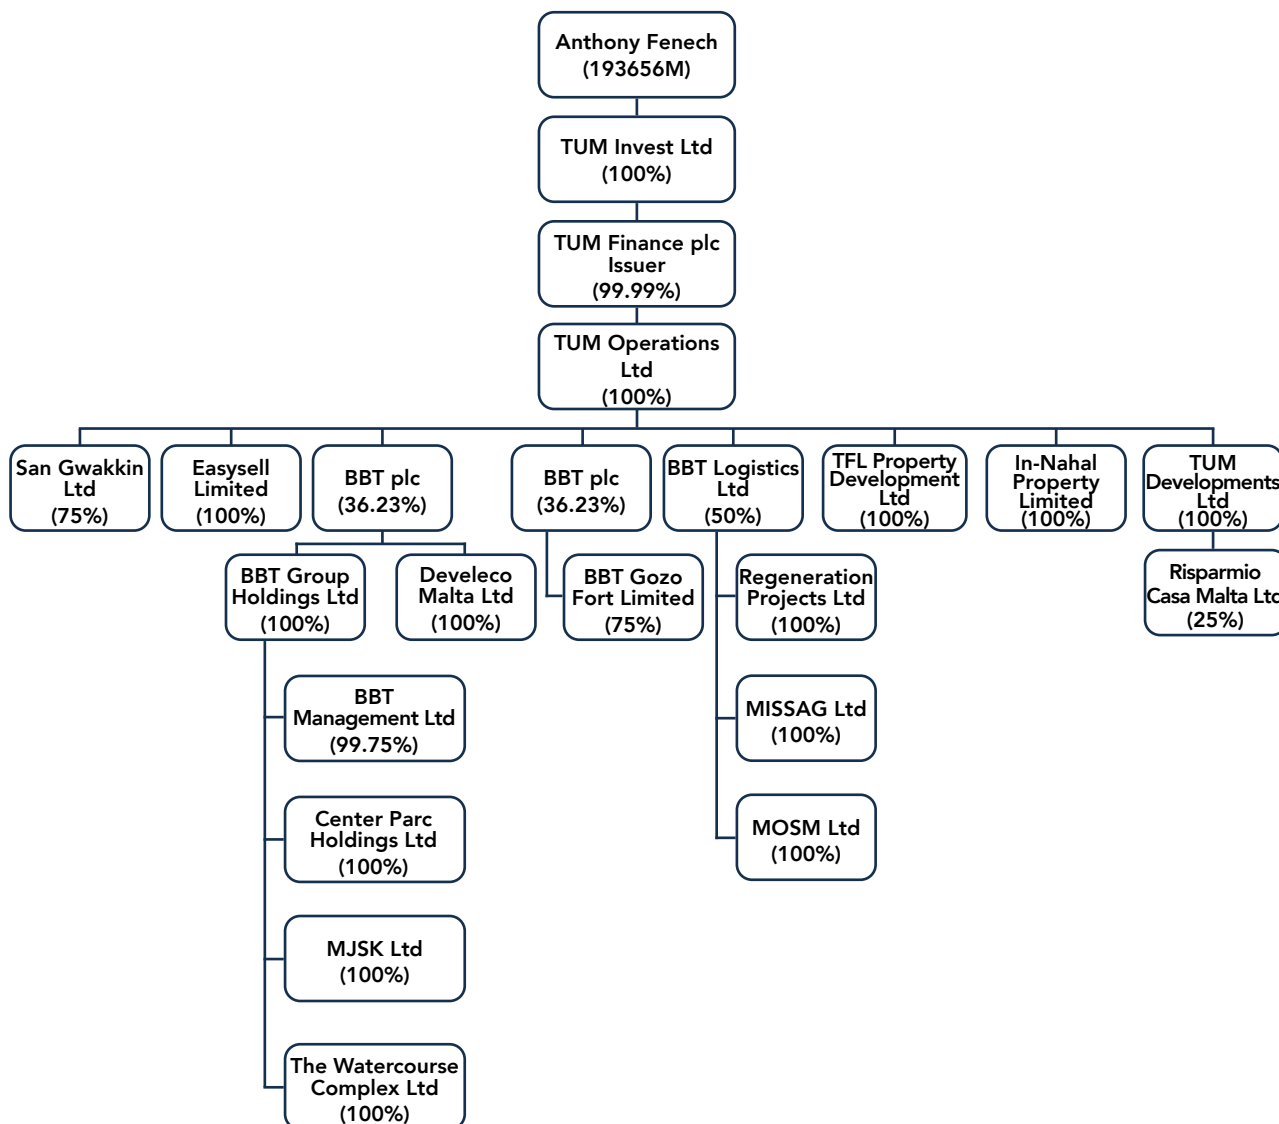 Anthony Fenech
(193656M)
TUM Invest Ltd
(100%)
TUM Finance plc
Issuer
(99.99%)
TUM Operations
Ltd
(100%)
San Gwakkin
Ltd
(75%)
Easysell
Limited
(100%)
BBT plc
(36.23%)
BBT plc
(36.23%)
BBT Logistics
Ltd
(50%)
TFL Property
Development
Ltd
(100%)
In-Nahal
Property
Limited
(100%)
TUM
Developments
Ltd
(100%)
BBT Group
Holdings Ltd
(100%)
Develeco
Malta Ltd
(100%)
BBT Gozo
Fort Limited
(75%)
Regeneration
Projects Ltd
(100%)
Risparmio
Casa Malta Ltd
(25%)
BBT
Management Ltd
(99.75%)
MISSAG Ltd
(100%)
Center Parc
Holdings Ltd
(100%)
MOSM Ltd
(100%)
MJSK Ltd
(100%)
The Watercourse
Complex Ltd
(100%)